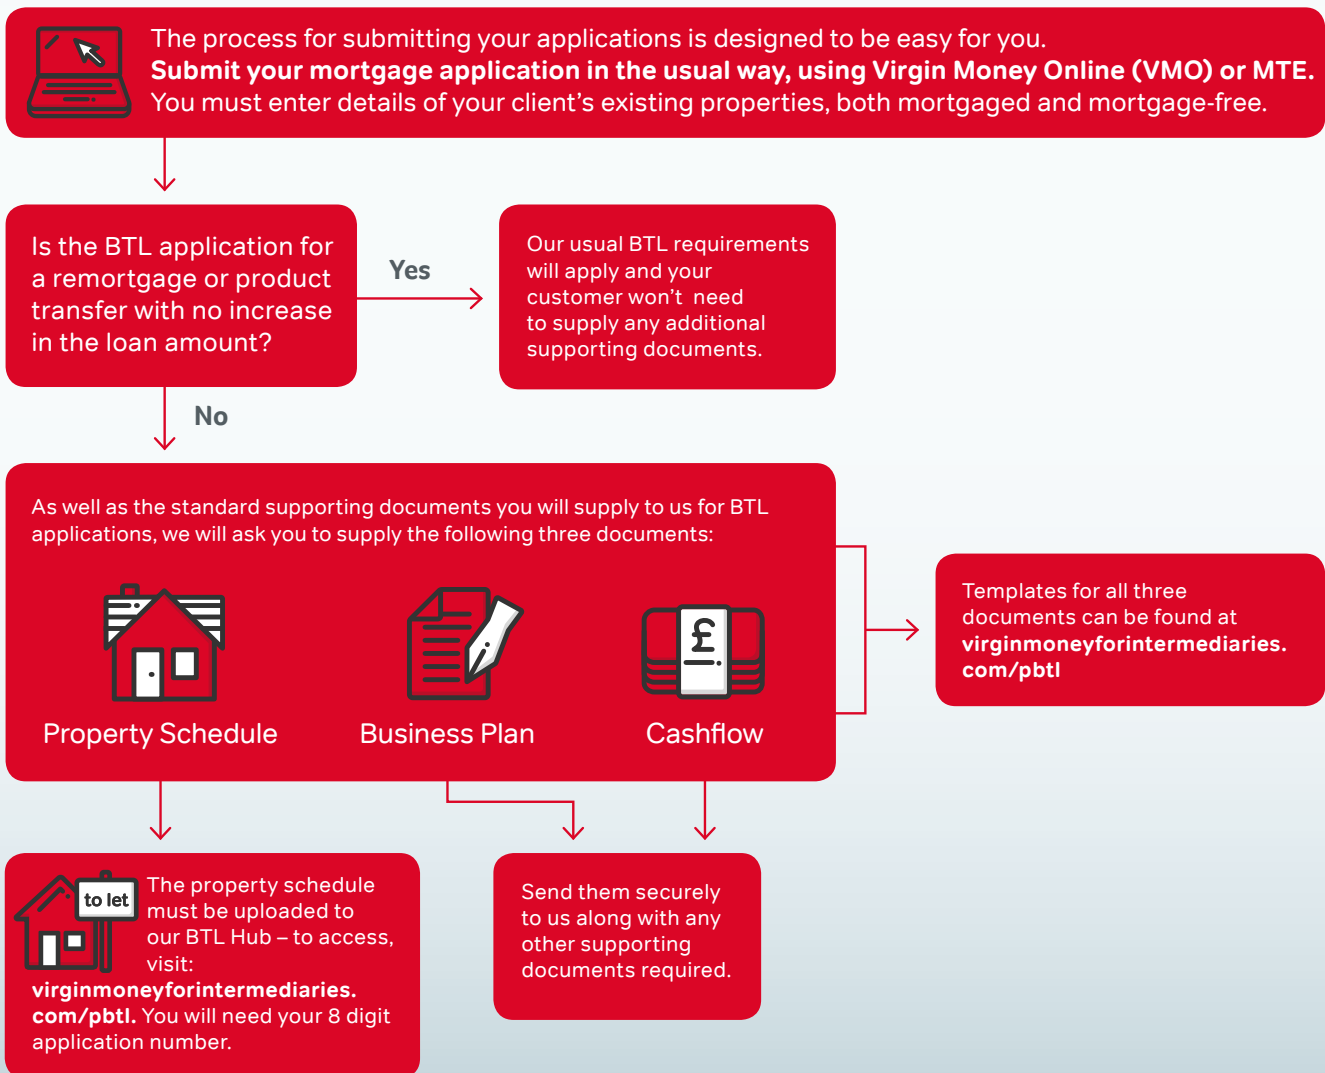 The process for submitting your applications is designed to be easy for you.
Submit your mortgage application in the usual way, using Virgin Money Online (VMO) or MTE.
You must enter details of your client’s existing properties, both mortgaged and mortgage-free.
Is the BTL application for
a remortgage or product
transfer with no increase
in the loan amount?
Yes
Our usual BTL requirements
will apply and your
customer won’t need
to supply any additional
supporting documents.
No
As well as the standard supporting documents you will supply to us for BTL
applications, we will ask you to supply the following three documents:
£
Property Schedule
Business Plan
Cashflow
Templates for all three
documents can be found at
virginmoneyforintermediaries.
com/pbtl
to let
The property schedule
must be uploaded to
our BTL Hub – to access,
visit:
virginmoneyforintermediaries.
com/pbtl. You will need your 8 digit
application number.
Send them securely
to us along with any
other supporting
documents required.